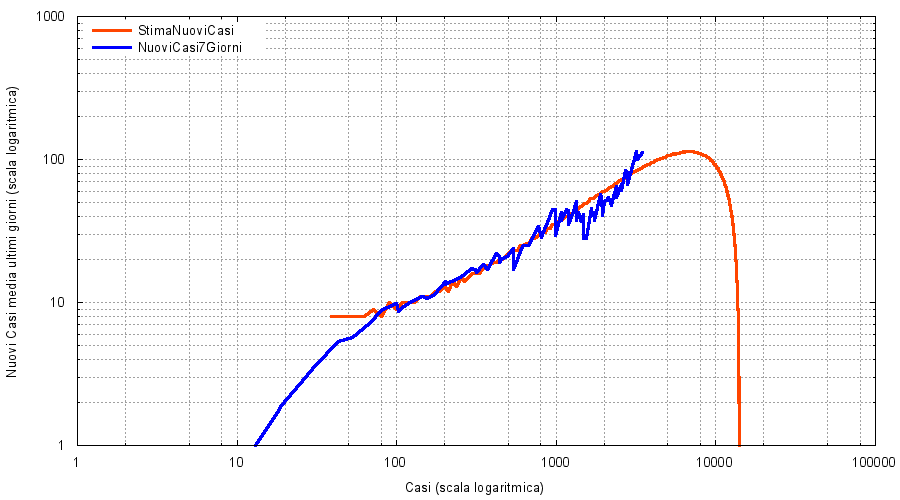 1000
StimaNuoviCasi
NuoviCasi7Giorni
100
10
1
1 10 100 1000 10000 100000
Nuovi Casi media ultimi giorni (scala logaritmica)
Casi (scala logaritmica)